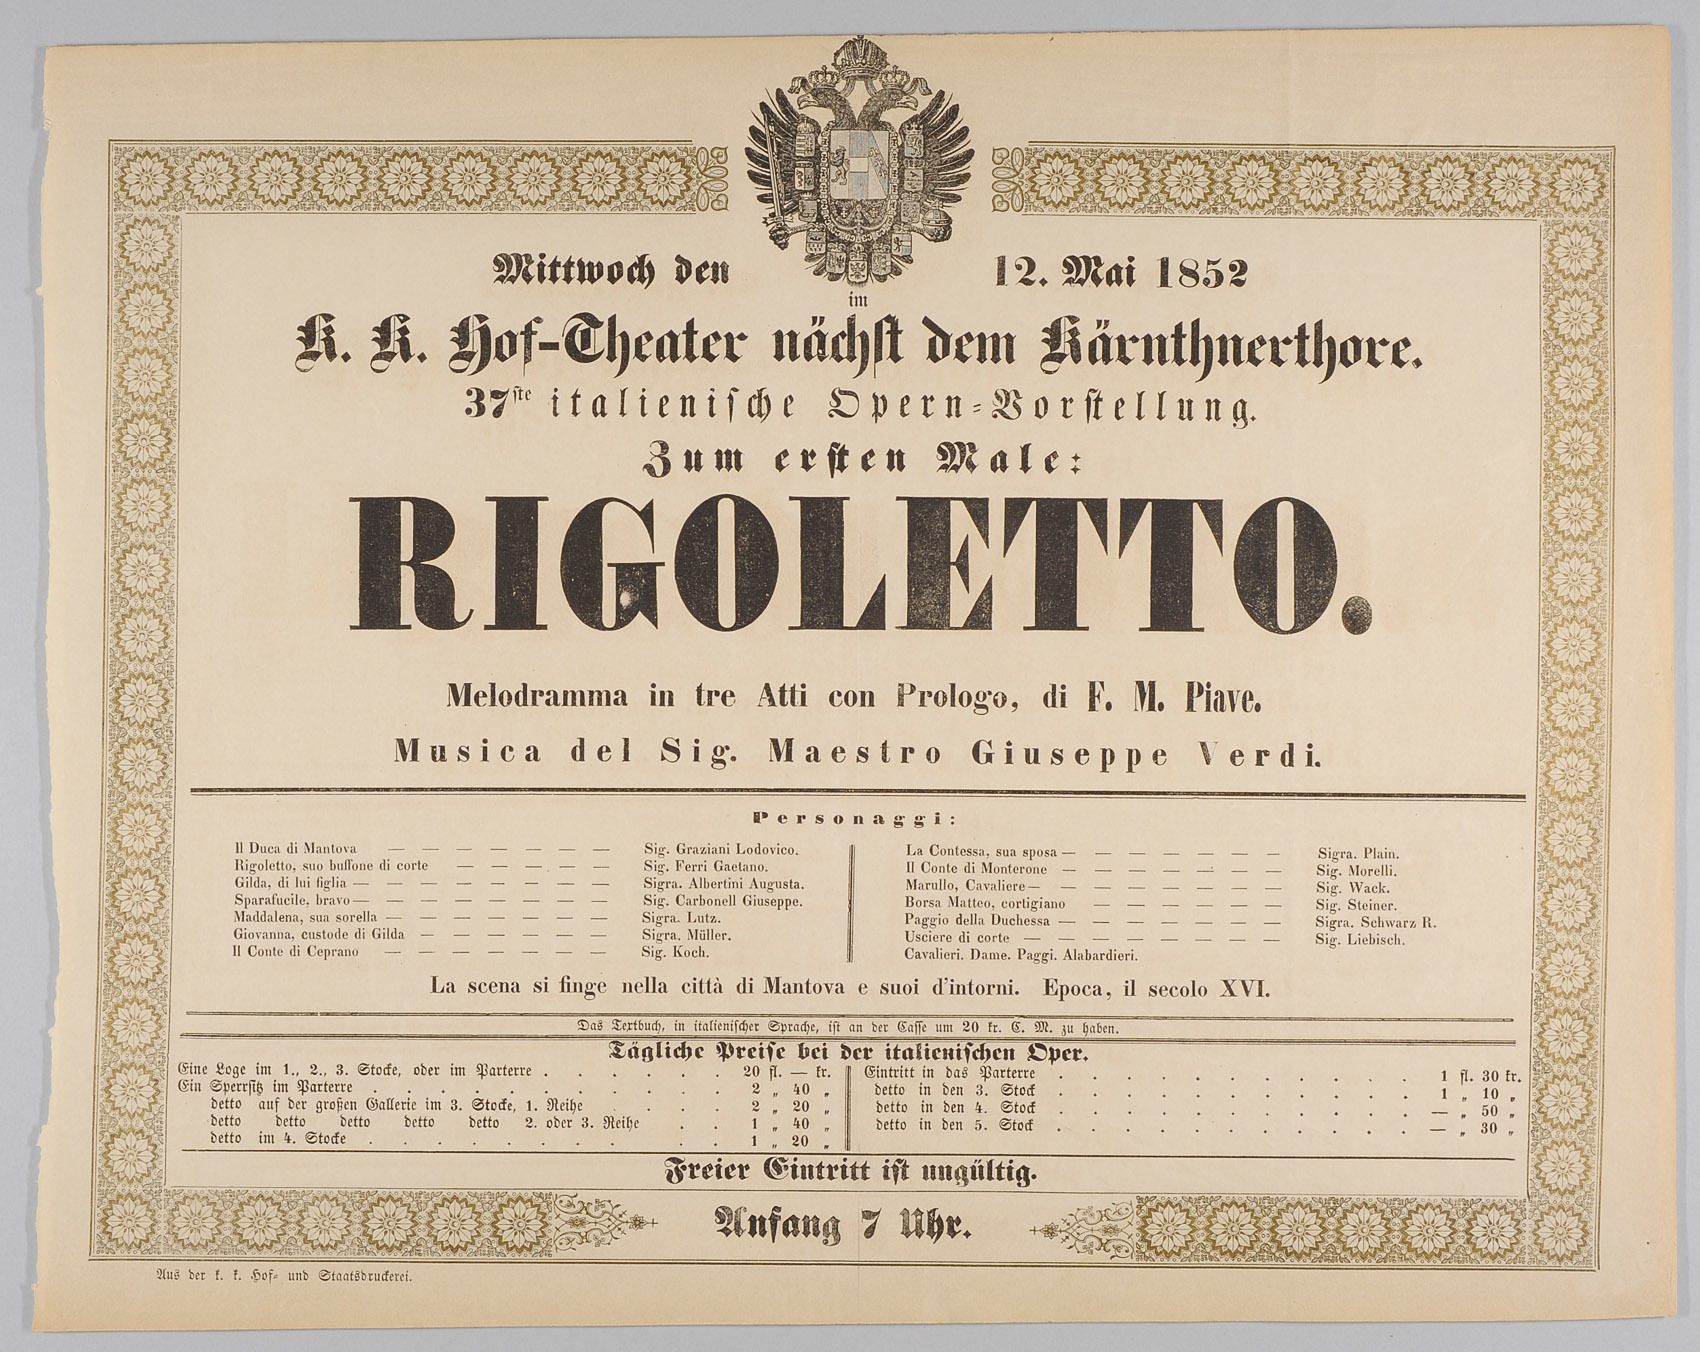 Mittwoch den 12. Mai 1852
im
K. K. Hof-Theater nächst dem Kärnthnerthore.
37ste italienische Opern-Vorstellung.
Zum ersten Male:
RIGOLETTO.
Melodramma in tre Atti con Prologo, di F. M. Piave.
Musica del Sig. Maestro Giuseppe Verdi.
Personaggi:
Il Duca di Mantova — — — — — — — Sig. Graziani Lodovico.
Rigoletto, suo buffone di corte — — — — — Sig. Ferri Gaetano.
Gilda, di lui figlia — — — — — — — — Sigra. Albertini Augusta.
Sparafucile, bravo — — — — — — — — Sig. Carbonell Giuseppe.
Maddalena, sua sorella — — — — — — — Sigra. Lutz.
Giovanna, custode di Gilda — — — — — — Sigra. Müller.
Il Conte di Ceprano — — — — — — — Sig. Koch.
La Contessa, sua sposa — — — — — — — Sigra. Plain.
Il Conte di Monterone — — — — — — — Sig. Morelli.
Marullo, Cavaliere — — — — — — — — Sig. Wack.
Borsa Matteo, cortigiano — — — — — — Sig. Steiner.
Paggio della Duchessa — — — — — — — Sigra. Schwarz R.
Usciere di corte — — — — — — — — Sig. Liebisch.
Cavalieri. Dame. Paggi. Alabardieri.
La scena si finge nella città di Mantova e suoi d'intorni. Epoca, il secolo XVI.
Das Textbuch, in italienischer Sprache, ist an der Casse um 20 kr. C. M. zu haben.
Tägliche Preise bei der italienischen Oper.
Eine Loge im 1., 2., 3. Stocke, oder im Parterre . . . . . . 20 fl. — kr.
Ein Sperrsitz im Parterre . . . . . . . . . . . 2 „ 40 „
detto auf der großen Gallerie im 3. Stocke, 1. Reihe . . . . 2 „ 20 „
detto detto detto detto detto 2. oder 3. Reihe . . 1 „ 40 „
detto im 4. Stocke . . . . . . . . . . 1 „ 20 „
Eintritt in das Parterre . . . . . . . . . . . . 1 fl. 30 kr.
detto in den 3. Stock . . . . . . . . . . . . 1 „ 10 „
detto in den 4. Stock . . . . . . . . . . . . — „ 50 „
detto in den 5. Stock . . . . . . . . . . . . — „ 30 „
Freier Eintritt ist ungültig.
Anfang 7 Uhr.
Aus der k. k. Hof- und Staatsdruckerei.